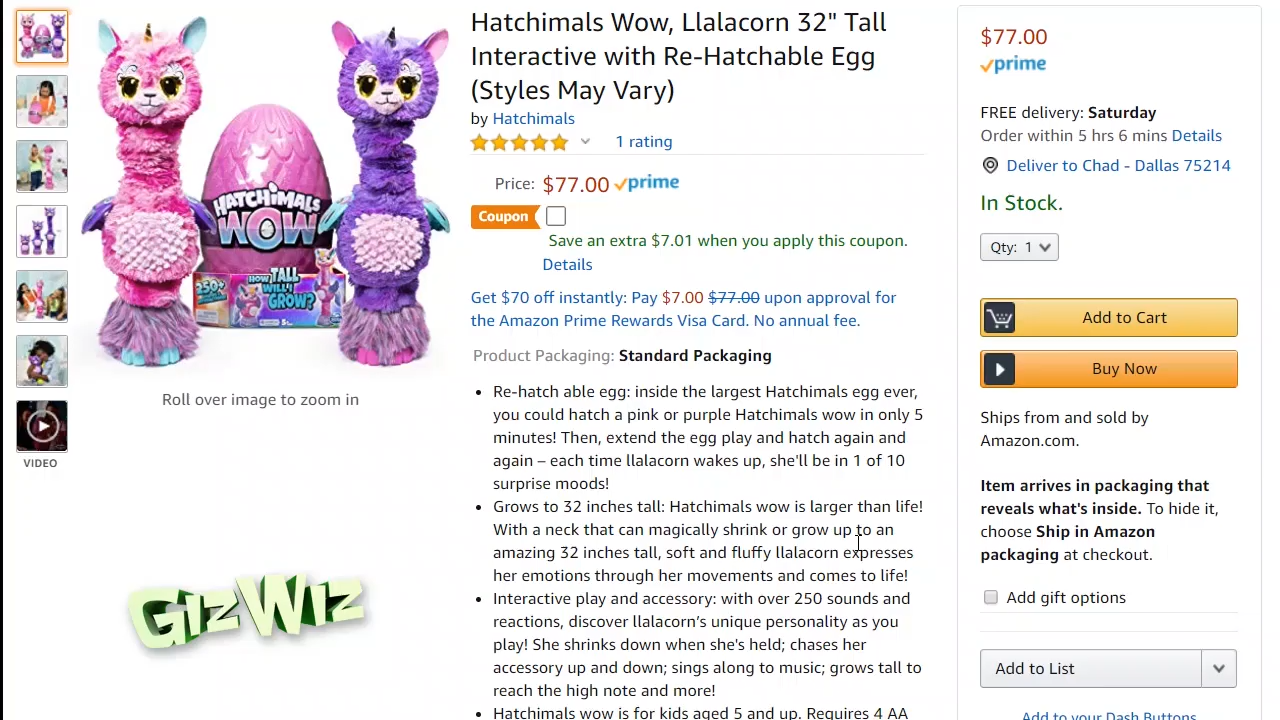 Hatchimals Wow, Llalacorn 32" Tall
Interactive with Re-Hatchable Egg
(Styles May Vary)
by Hatchimals
1 rating
Price: $77.00 prime
Coupon
Save an extra $7.01 when you apply this coupon.
Details
Get $70 off instantly: Pay $7.00 $77.00 upon approval for
the Amazon Prime Rewards Visa Card. No annual fee.
Product Packaging: Standard Packaging
• Re-hatch able egg: inside the largest Hatchimals egg ever,
you could hatch a pink or purple Hatchimals wow in only 5
minutes! Then, extend the egg play and hatch again and
again – each time llalacorn wakes up, she'll be in 1 of 10
surprise moods!
• Grows to 32 inches tall: Hatchimals wow is larger than life!
With a neck that can magically shrink or grow up to an
amazing 32 inches tall, soft and fluffy llalacorn expresses
her emotions through her movements and comes to life!
• Interactive play and accessory: with over 250 sounds and
reactions, discover llalacorn’s unique personality as you
play! She shrinks down when she's held; chases her
accessory up and down; sings along to music; grows tall to
reach the high note and more!
• Hatchimals wow is for kids aged 5 and up. Requires 4 AA
HATCHIMALS
WOW
250+
HOW TALL
WILL I
GROW?
5+
Roll over image to zoom in
VIDEO
GizWiz
$77.00
prime
FREE delivery: Saturday
Order within 5 hrs 6 mins Details
Deliver to Chad - Dallas 75214
In Stock.
Qty: 1
Add to Cart
Buy Now
Ships from and sold by
Amazon.com.
Item arrives in packaging that
reveals what's inside. To hide it,
choose Ship in Amazon
packaging at checkout.
Add gift options
Add to List
Add to your Dash Buttons